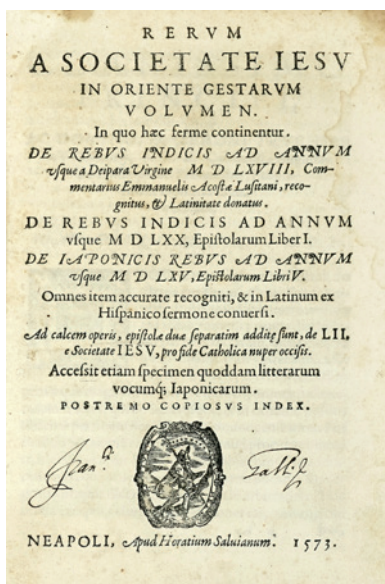 RERVM
A SOCIETATE IESV
IN ORIENTE GESTARVM
VOLVMEN.
In quo hæc ferme continentur.
DE REBVS INDICIS AD ANNVM
vſque a Deipara Virgine M D LXVIII, Com-
mentarius Emmanuelis Acoſtæ Luſitani, reco-
gnitus, & Latinitate donatus.
DE REBVS INDICIS AD ANNVM
vſque M D LXX, Epiſtolarum Liber I.
DE IAPONICIS REBVS AD ANNVM
vſque M D LXV, Epiſtolarum Libri V.
Omnes item accurate recogniti, & in Latinum ex
Hiſpanico ſermone conuerſi.
Ad calcem operis, epiſtolæ duæ ſeparatim additæ ſunt, de LII,
e Societate IESV, pro fide Catholica nuper occiſis.
Acceſsit etiam ſpecimen quoddam litterarum
vocumq; Iaponicarum.
POSTREMO COPIOSVS INDEX.
NEAPOLI, Apud Horatium Saluianum. 1573.